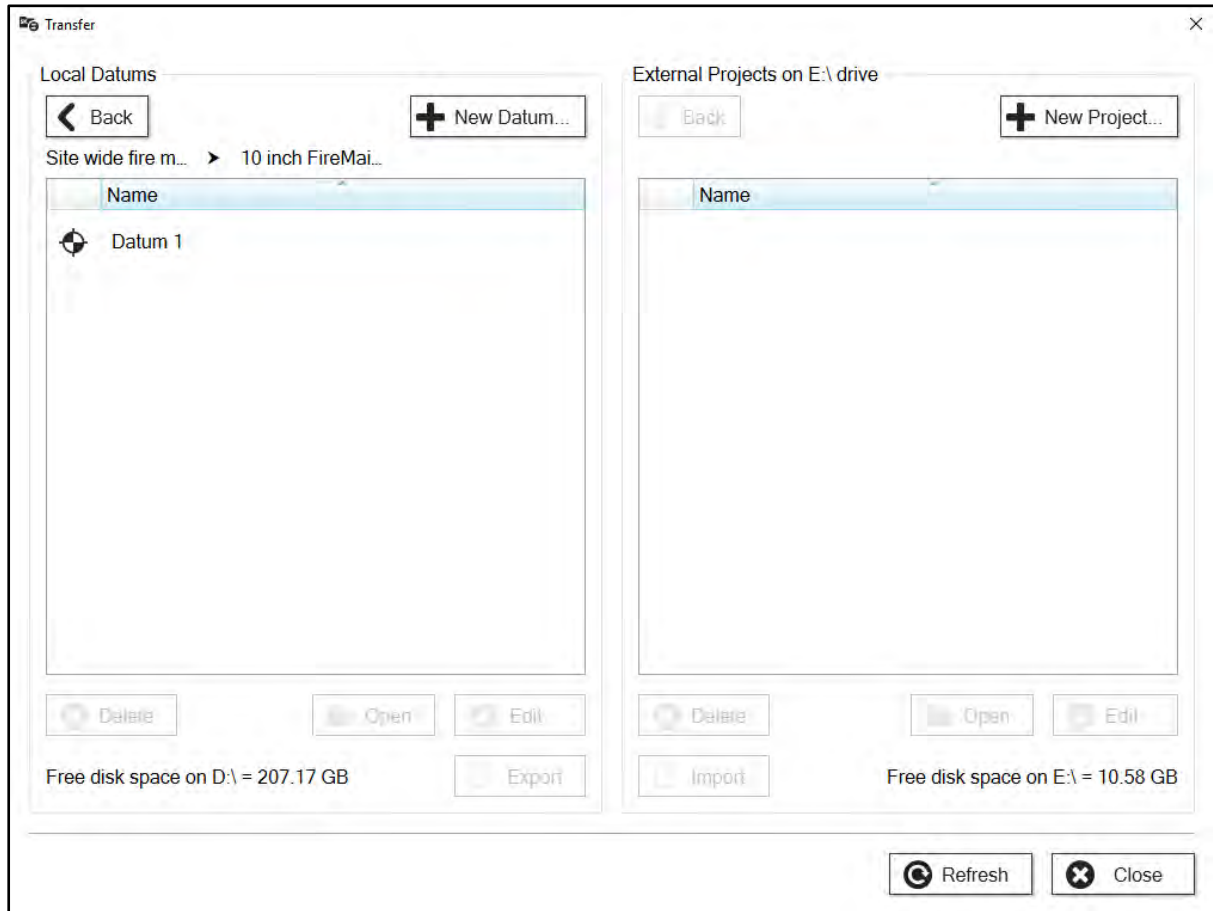 Transfer
Local Datums
Back
New Datum...
Site wide fire m... ➤ 10 inch FireMai...
Name
Datum 1
Delete
Open
Edit
Free disk space on D:\ = 207.17 GB
Export
External Projects on E:\ drive
Back
New Project...
Name
Delete
Open
Edit
Import
Free disk space on E:\ = 10.58 GB
Refresh
Close